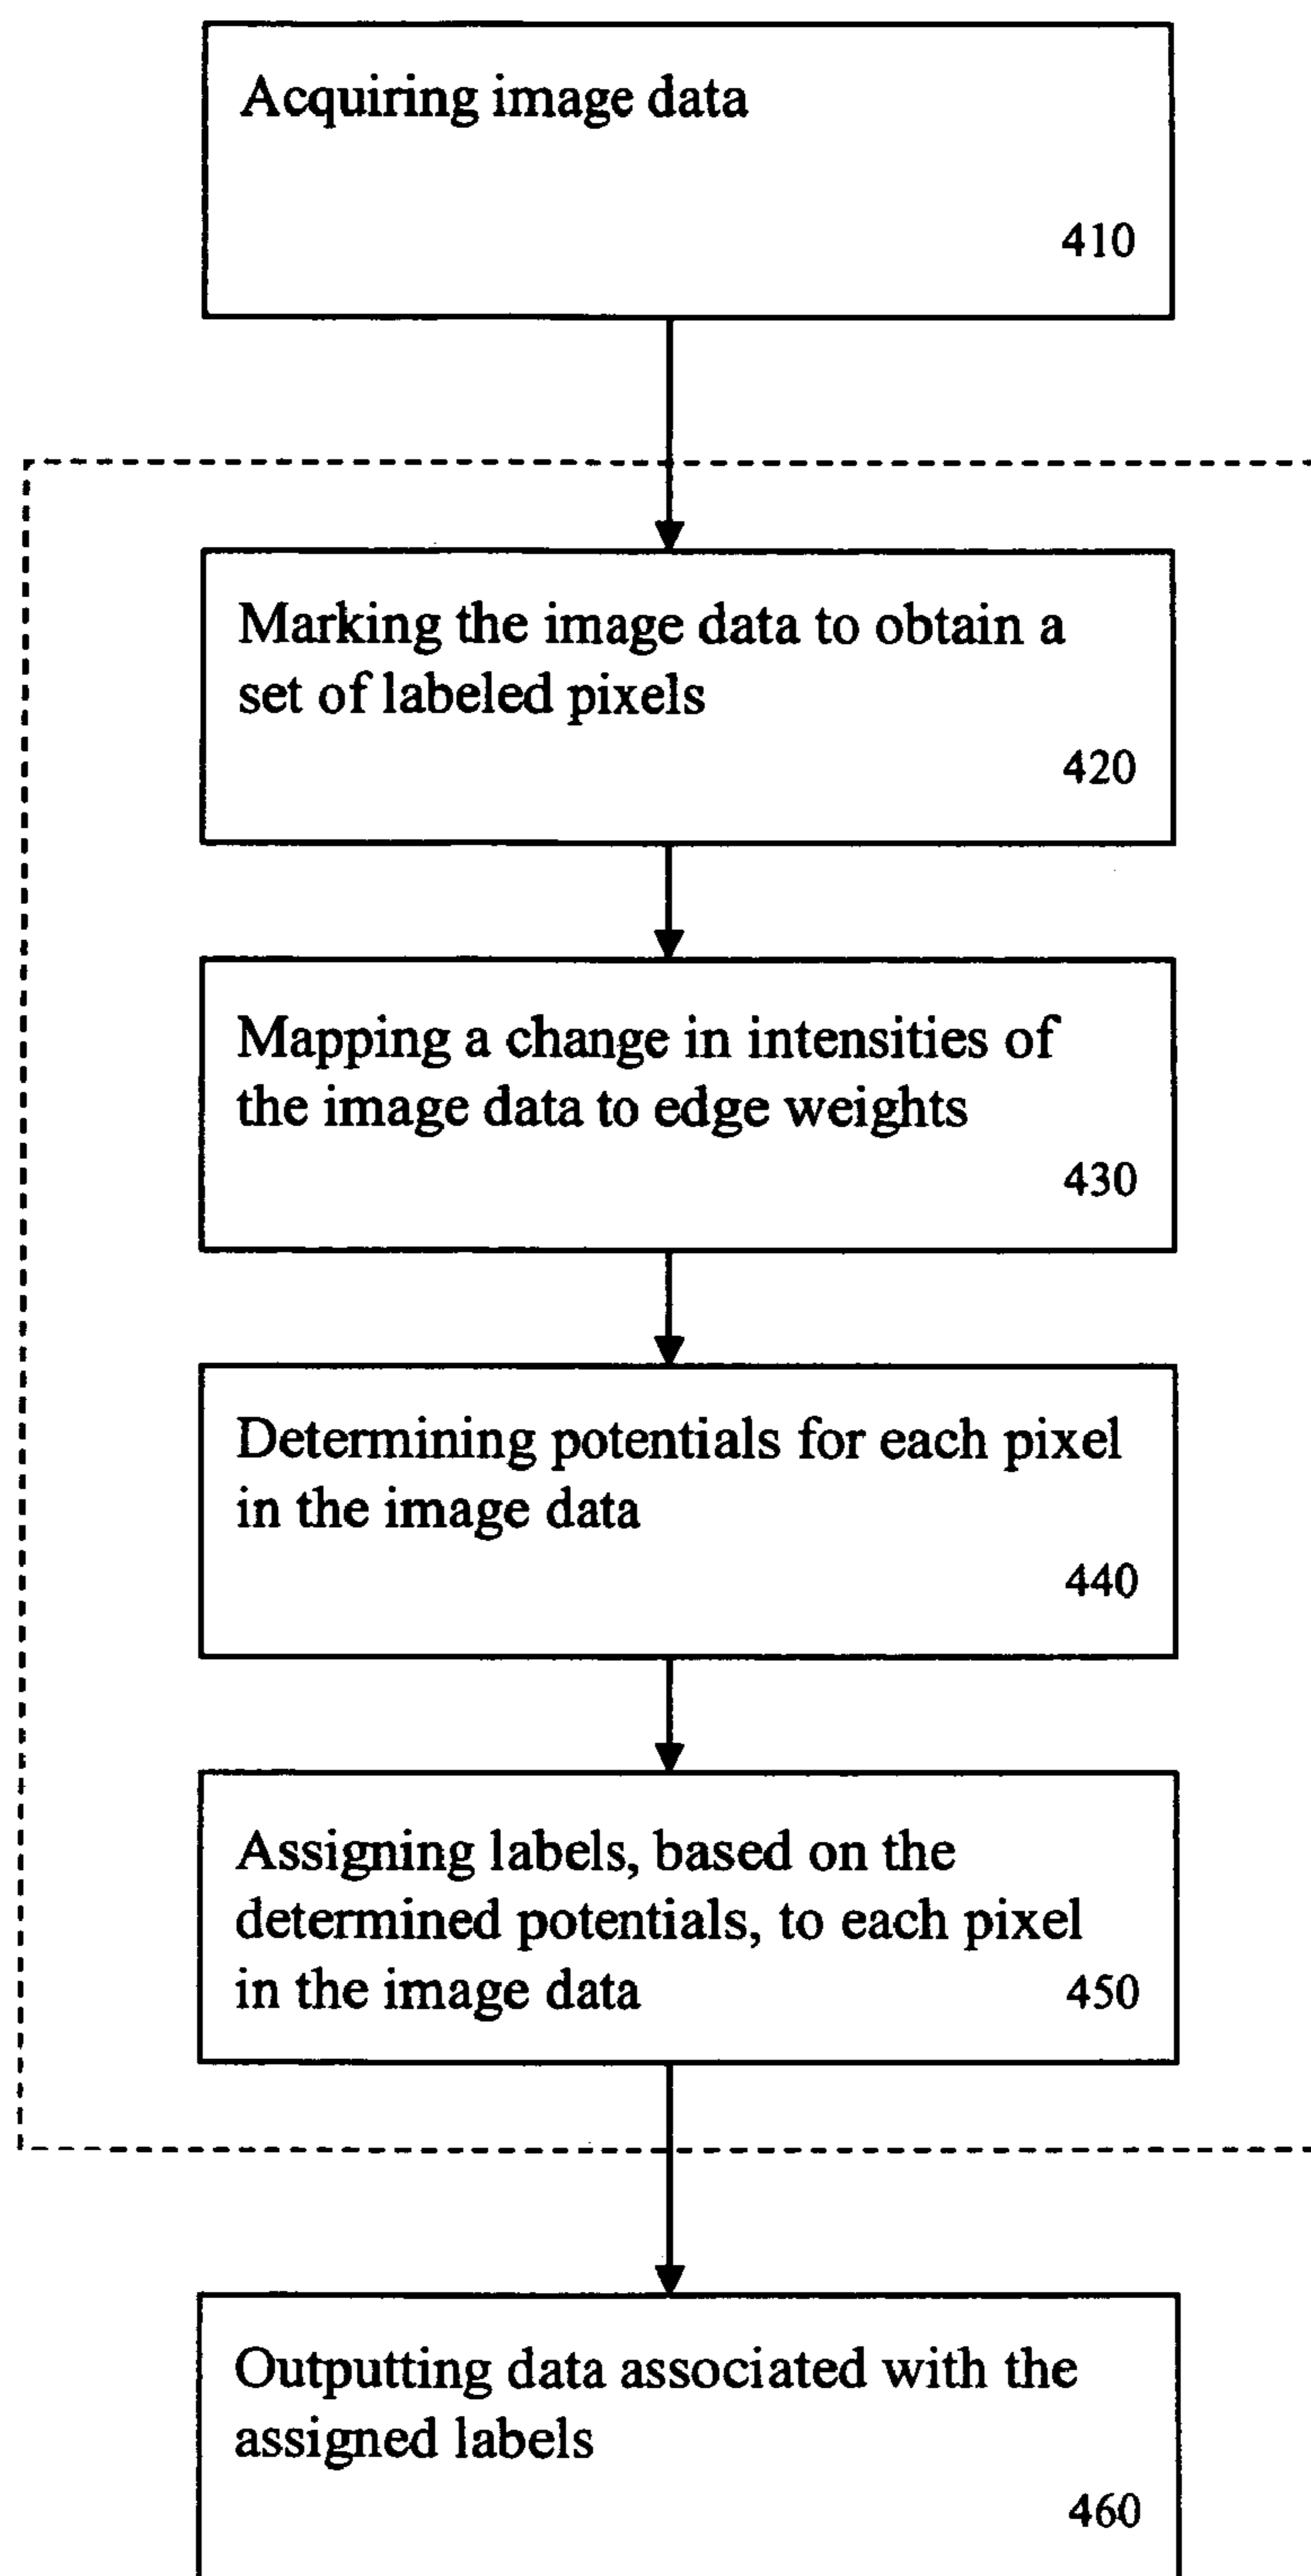 Acquiring image data
410
Marking the image data to obtain a
set of labeled pixels
420
Mapping a change in intensities of
the image data to edge weights
430
Determining potentials for each pixel
in the image data
440
Assigning labels, based on the
determined potentials, to each pixel
in the image data
450
Outputting data associated with the
assigned labels
460